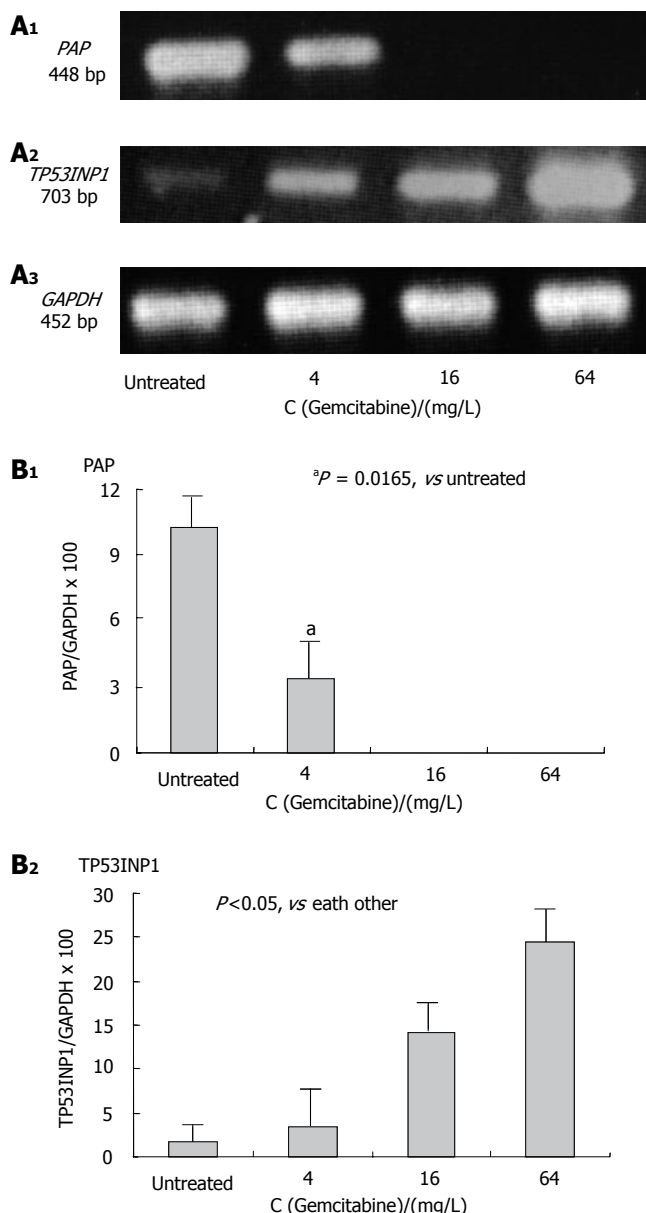 A1
PAP
448 bp
A2
TP53INP1
703 bp
A3
GAPDH
452 bp
Untreated 4 16 64
C (Gemcitabine)/(mg/L)
B1 PAP
aP = 0.0165, vs untreated
12
9
6
3
0
PAP/GAPDH x 100
a
Untreated 4 16 64
C (Gemcitabine)/(mg/L)
B2 TP53INP1
P<0.05, vs eath other
30
25
20
15
10
5
0
TP53INP1/GAPDH x 100
Untreated 4 16 64
C (Gemcitabine)/(mg/L)